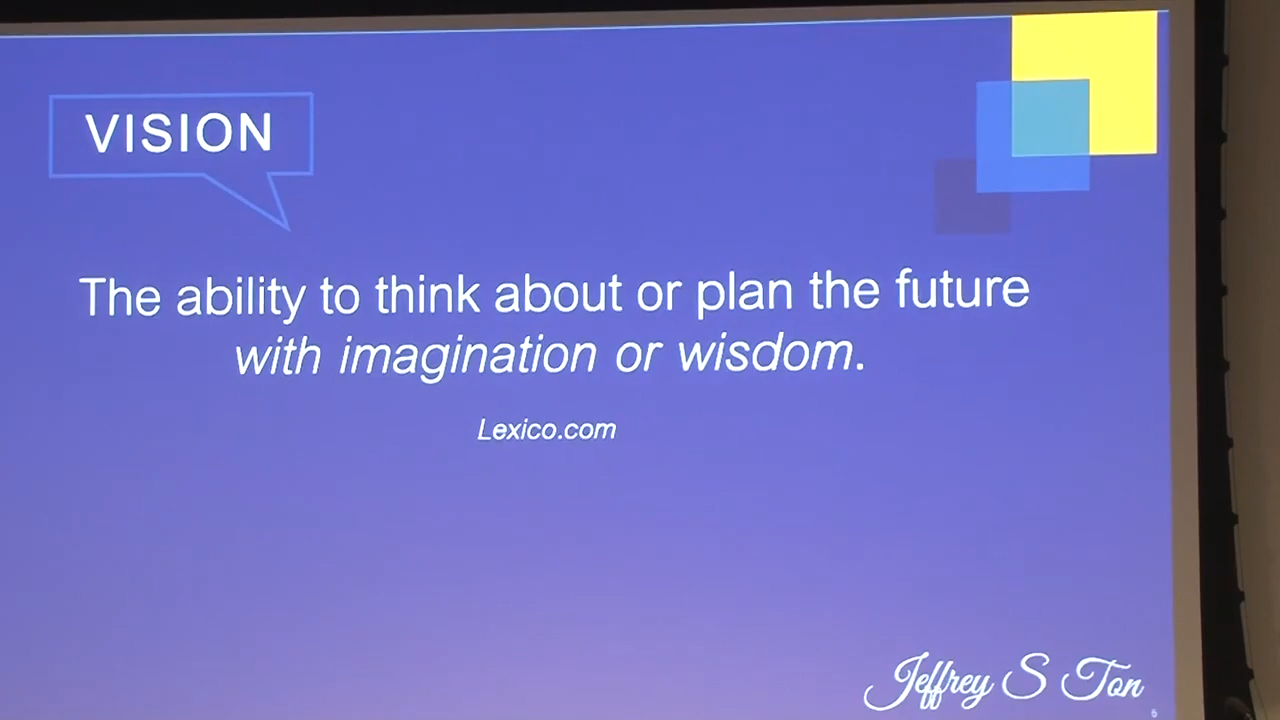 VISION
The ability to think about or plan the future
with imagination or wisdom.
Lexico.com
Jeffrey S Ton